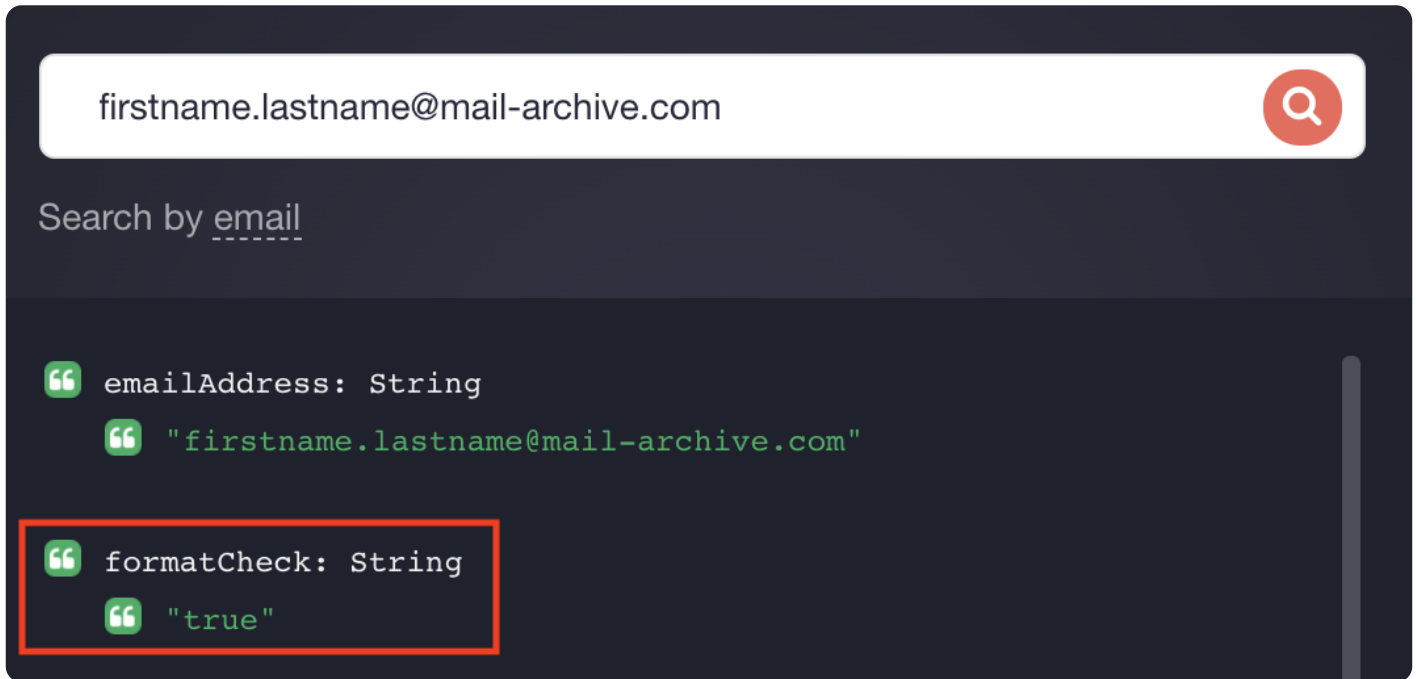 firstname.lastname@mail-archive.com
Search by email
emailAddress: String
"firstname.lastname@mail-archive.com"
formatCheck: String
"true"